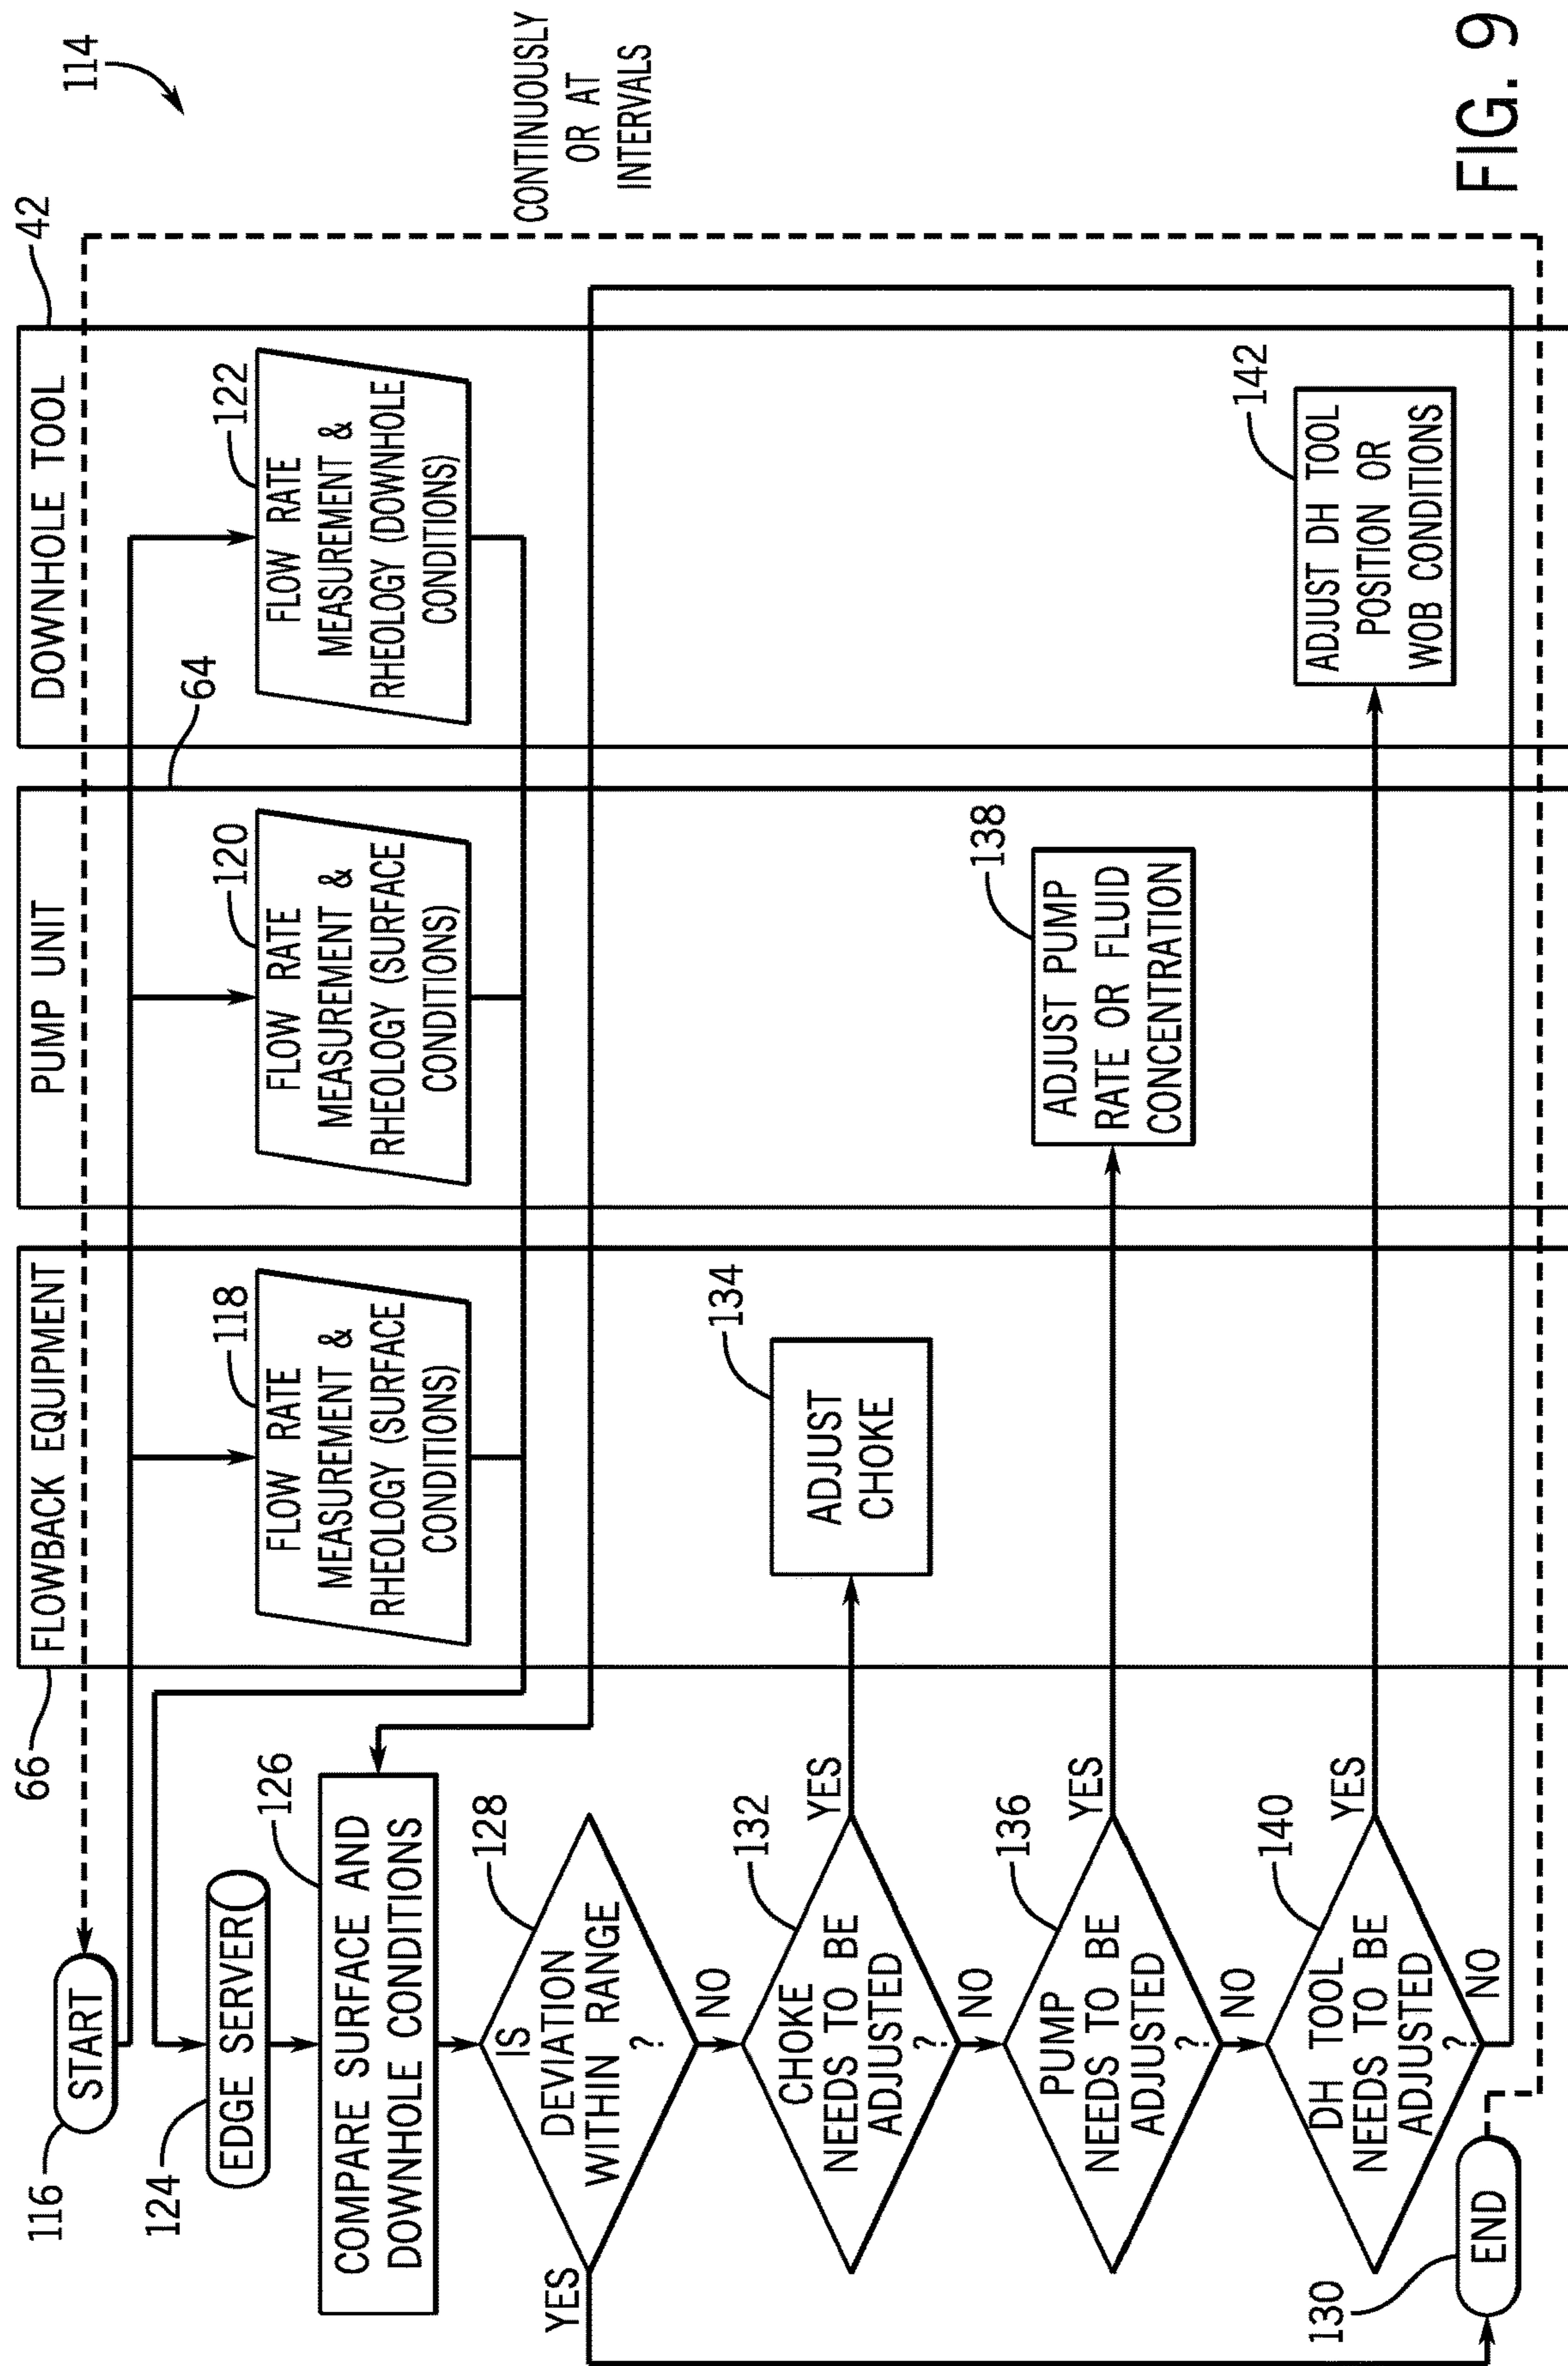 114
66
FLOWBACK EQUIPMENT
PUMP UNIT
64
DOWNHOLE TOOL
42
116
START
118
FLOW RATE
MEASUREMENT &
RHEOLOGY (SURFACE
CONDITIONS)
120
FLOW RATE
MEASUREMENT &
RHEOLOGY (SURFACE
CONDITIONS)
122
FLOW RATE
MEASUREMENT &
RHEOLOGY (DOWNHOLE
CONDITIONS)
124
EDGE SERVER
126
COMPARE SURFACE AND
DOWNHOLE CONDITIONS
CONTINUOUSLY
OR AT
INTERVALS
128
IS
DEVIATION
WITHIN RANGE
?
YES
NO
132
CHOKE
NEEDS TO BE
ADJUSTED
?
YES
NO
134
ADJUST
CHOKE
136
PUMP
NEEDS TO BE
ADJUSTED
?
YES
NO
138
ADJUST PUMP
RATE OR FLUID
CONCENTRATION
140
DH TOOL
NEEDS TO BE
ADJUSTED
?
YES
NO
142
ADJUST DH TOOL
POSITION OR
WOB CONDITIONS
130
END
FIG. 9